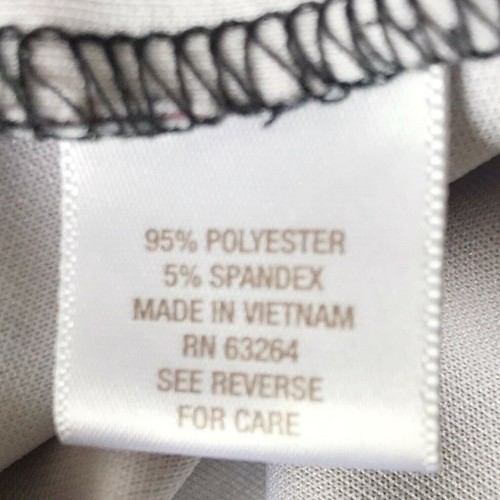 95% POLYESTER
5% SPANDEX
MADE IN VIETNAM
RN 63264
SEE REVERSE
FOR CARE